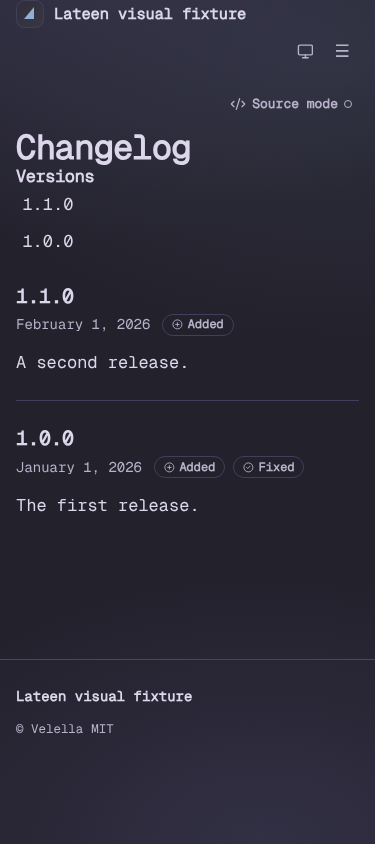 Lateen visual fixture
Source mode
Changelog
Versions
1.1.0
1.0.0
1.1.0
February 1, 2026 Added
A second release.
1.0.0
January 1, 2026 Added Fixed
The first release.
Lateen visual fixture
© Velella MIT